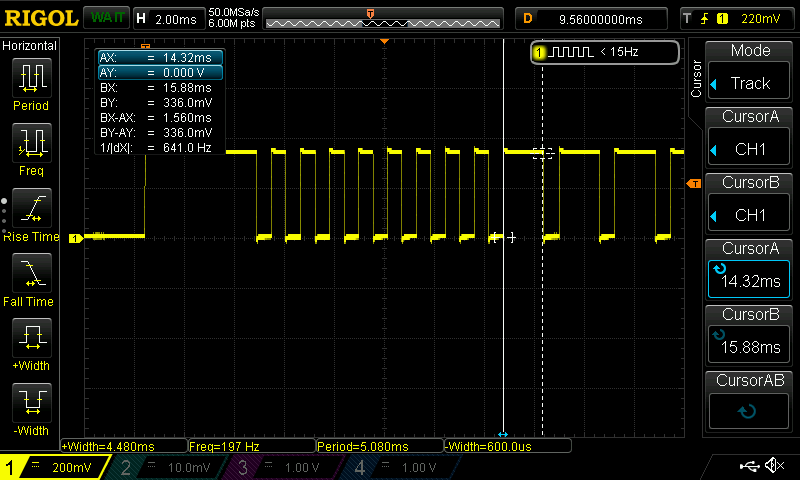 RIGOL WAIT H 2.00ms 50.0MSa/s 6.00M pts T D 9.56000000ms T 1 220mV
Horizontal
Period
Freq
Rise Time
Fall Time
+Width
-Width
AX: = 14.32ms
AY: = 0.000 V
BX: = 15.88ms
BY: = 336.0mV
BX-AX: = 1.560ms
BY-AY: = 336.0mV
1/|dX|: = 641.0 Hz
T
1 < 15Hz
T
1
Cursor
Mode
Track
CursorA
CH1
CursorB
CH1
CursorA
14.32ms
CursorB
15.88ms
CursorAB
+Width=4.480ms Freq=197 Hz Period=5.080ms -Width=600.0us
1 = 200mV 2 = 10.0mV 3 = 1.00 V 4 = 1.00 V